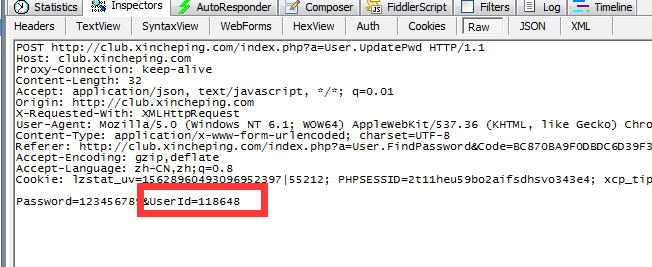 Statistics Inspectors AutoResponder Composer FiddlerScript Filters Log Timeline
Headers TextView SyntaxView WebForms HexView Auth Cookies Raw JSON XML
POST http://club.xincheping.com/index.php?a=User.UpdatePwd HTTP/1.1
Host: club.xincheping.com
Proxy-Connection: keep-alive
Content-Length: 32
Accept: application/json, text/javascript, */*; q=0.01
Origin: http://club.xincheping.com
X-Requested-With: XMLHttpRequest
User-Agent: Mozilla/5.0 (Windows NT 6.1; WOW64) AppleWebKit/537.36 (KHTML, like Gecko) Chro
Content-Type: application/x-www-form-urlencoded; charset=UTF-8
Referer: http://club.xincheping.com/index.php?a=User.FindPassword&Code=BC870BA9F0DBDC6D39F3
Accept-Encoding: gzip,deflate
Accept-Language: zh-CN,zh;q=0.8
Cookie: lzstat_uv=15628960493096952397|55212; PHPSESSID=2t11heu59bo2aifsdhsvo343e4; xcp_tip
Password=123456789&UserId=118648